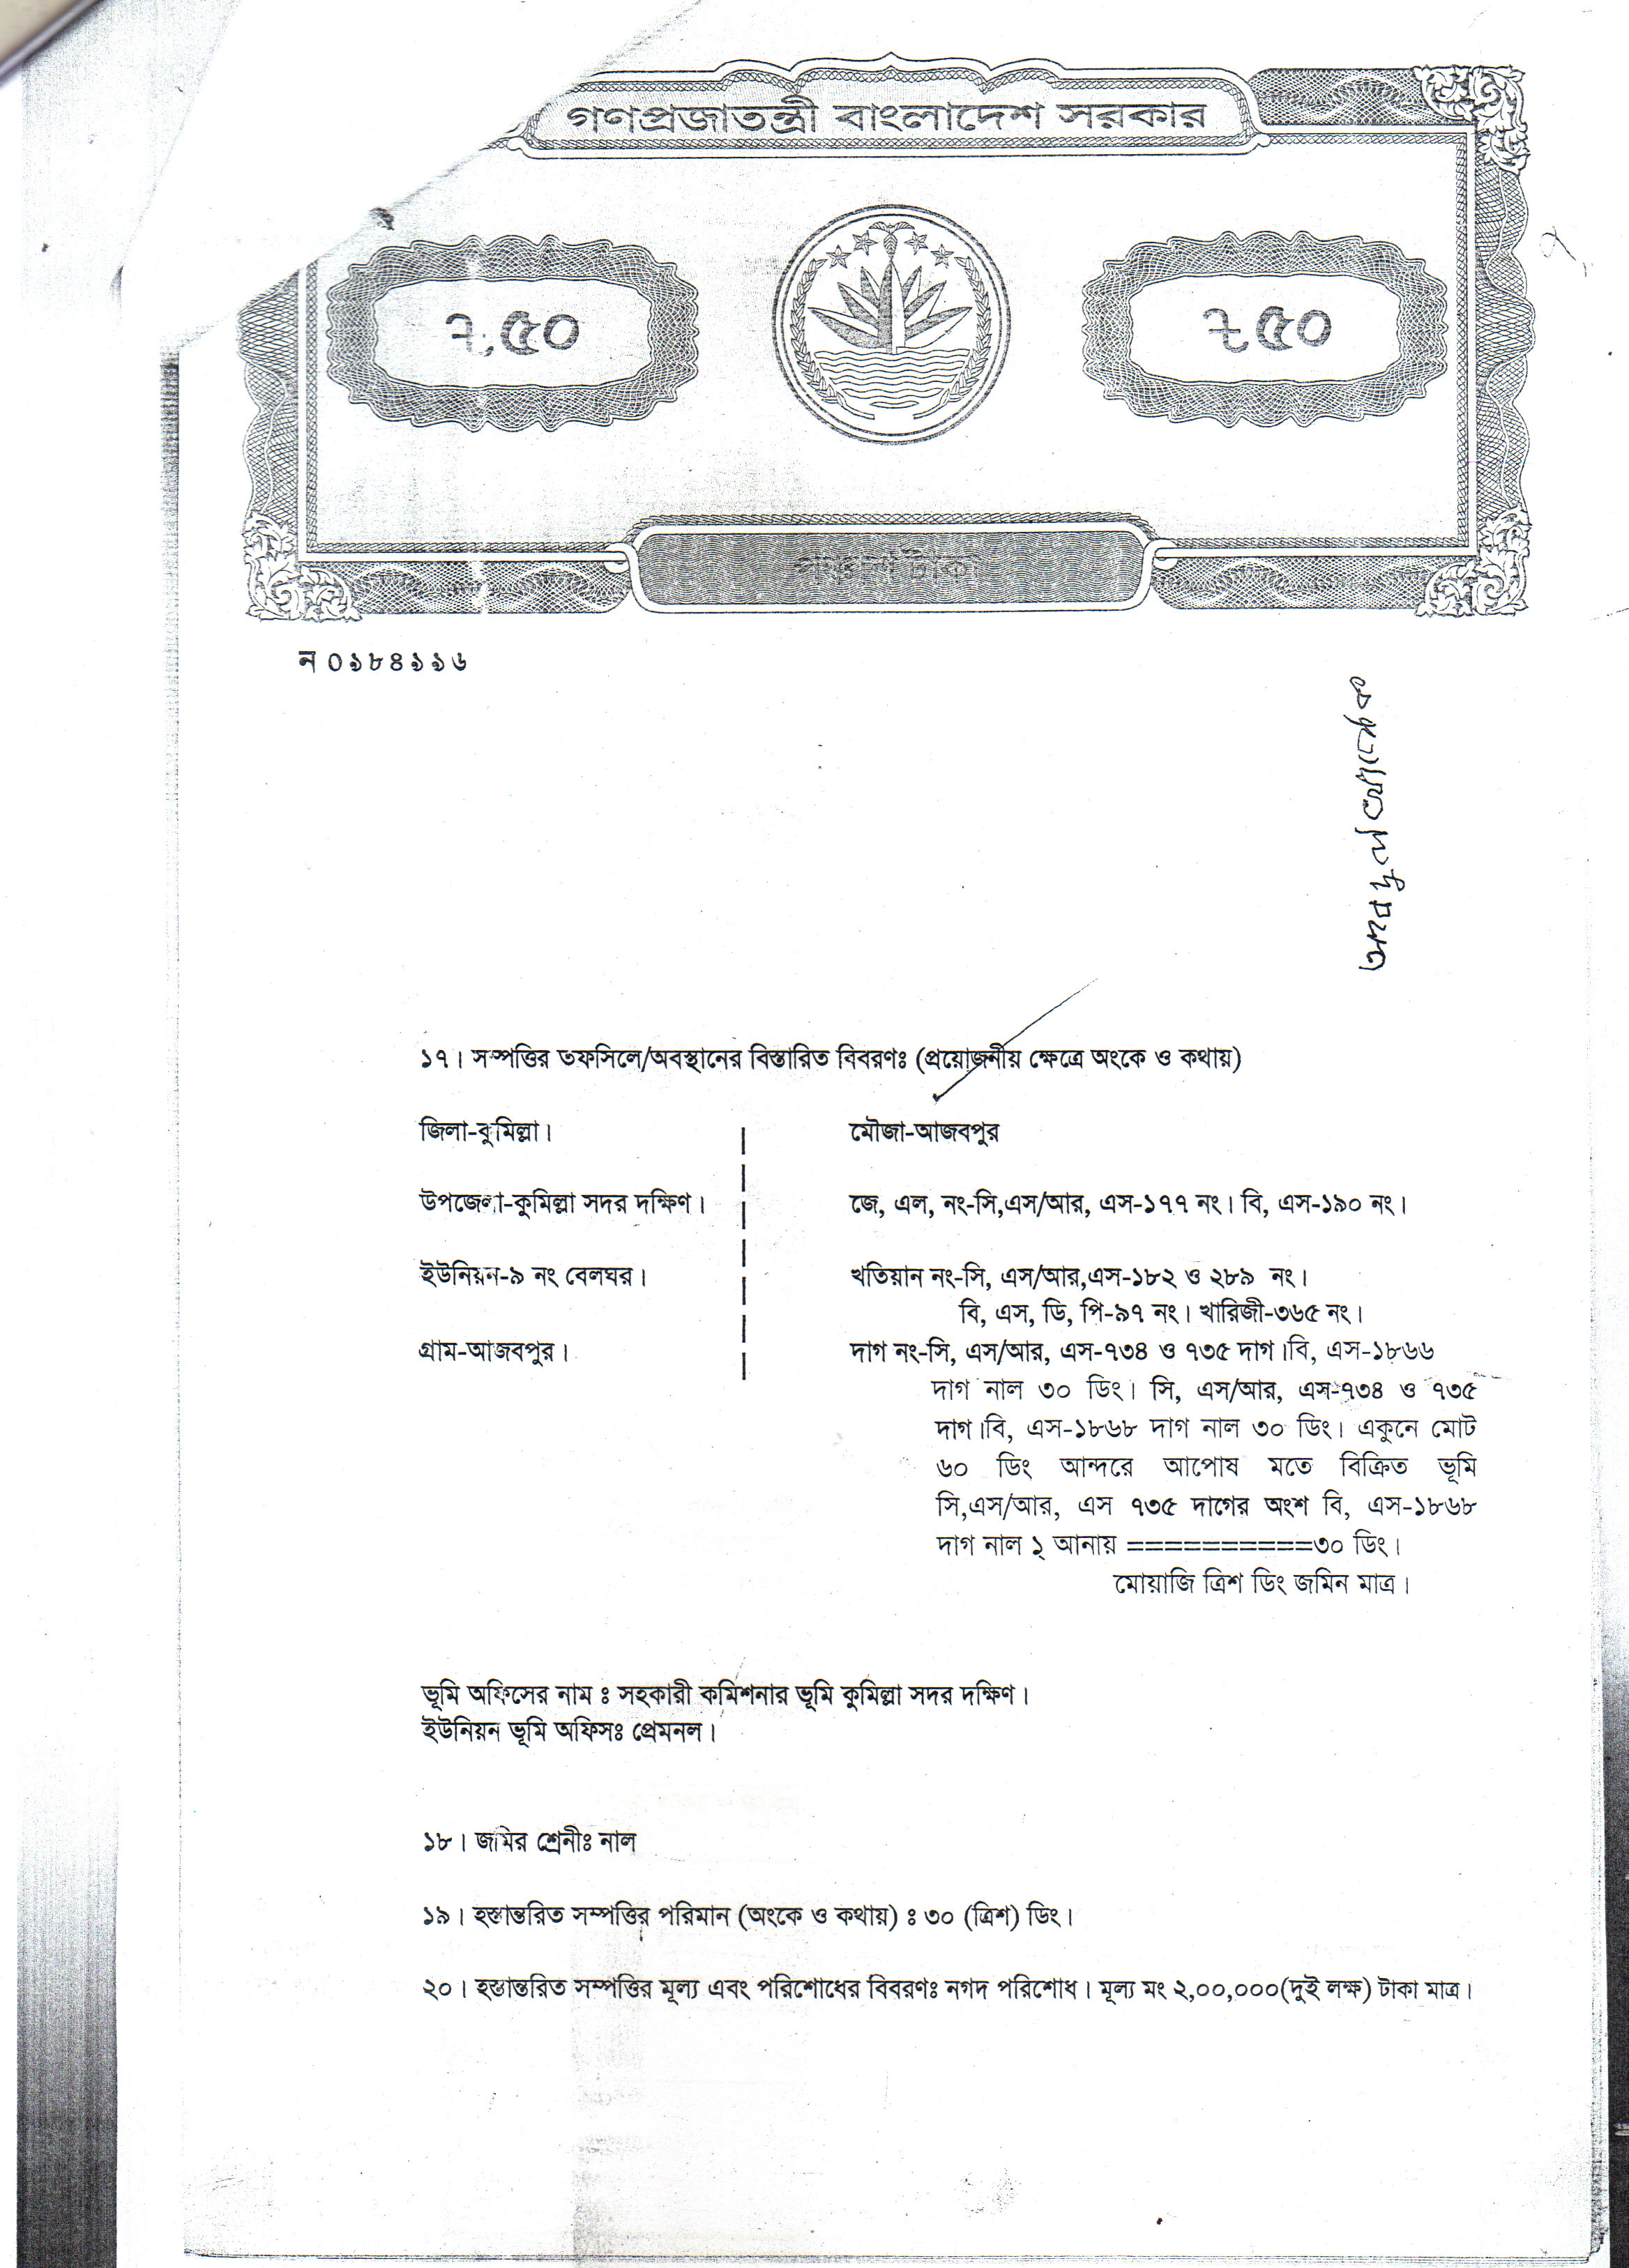 গণপ্রজাতন্ত্রী বাংলাদেশ সরকার
৳ ৫০
৳ ৫০
পঞ্চাশ টাকা
ন ০১৮৪১১৬
১৭। সম্পত্তির তফসিলে/অবস্থানের বিস্তারিত বিবরণঃ (প্রয়োজনীয় ক্ষেত্রে অংকে ও কথায়)
জিলা-কুমিল্লা।
মৌজা-আজবপুর
উপজেলা-কুমিল্লা সদর দক্ষিণ।
জে, এল, নং-সি,এস/আর, এস-১৭৭ নং। বি, এস-১৯০ নং।
ইউনিয়ন-৯ নং বেলঘর।
খতিয়ান নং-সি, এস/আর,এস-১৮২ ও ২৮৯ নং।
বি, এস, ডি, পি-৯৭ নং। খারিজী-৩৬৫ নং।
গ্রাম-আজবপুর।
দাগ নং-সি, এস/আর, এস-৭৩৪ ও ৭৩৫ দাগ।বি, এস-১৮৬৬
দাগ নাল ৩০ ডিং। সি, এস/আর, এস-৭৩৪ ও ৭৩৫
দাগ।বি, এস-১৮৬৮ দাগ নাল ৩০ ডিং। একুনে মোট
৬০ ডিং আন্দরে আপোষ মতে বিক্রিত ভূমি
সি,এস/আর, এস ৭৩৫ দাগের অংশ বি, এস-১৮৬৮
দাগ নাল ১্ আনায় ==========৩০ ডিং।
মোয়াজি ত্রিশ ডিং জমিন মাত্র।
ভূমি অফিসের নাম ঃ সহকারী কমিশনার ভূমি কুমিল্লা সদর দক্ষিণ।
ইউনিয়ন ভূমি অফিসঃ প্রেমনল।
১৮। জমির শ্রেনীঃ নাল
১৯। হস্তান্তরিত সম্পত্তির পরিমান (অংকে ও কথায়) ঃ ৩০ (ত্রিশ) ডিং।
২০। হস্তান্তরিত সম্পত্তির মূল্য এবং পরিশোধের বিবরণঃ নগদ পরিশোধ। মূল্য মং ২,০০,০০০(দুই লক্ষ) টাকা মাত্র।